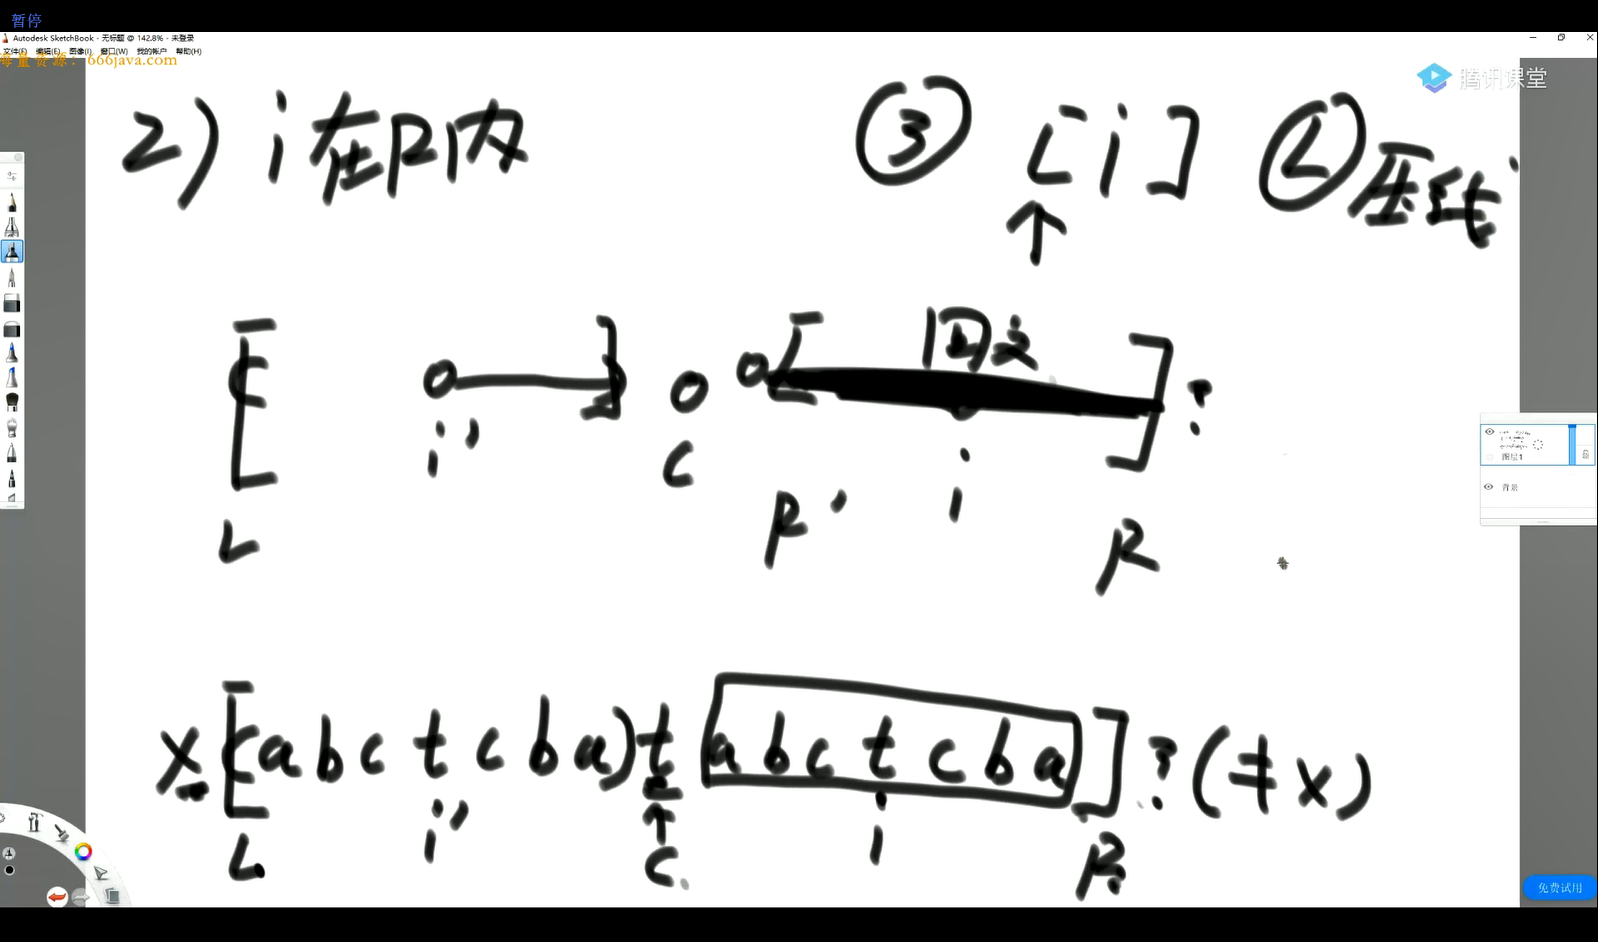 暂停
Autodesk SketchBook - 无标题 @ 142.8% - 未登录
文件(F) 编辑(E) 图像(I) 窗口(W) 我的帐户 帮助(H)
海量资源：666java.com
腾讯课堂
2) i在R内 ③ [i] ② 压线
↑
[( o ] o o[ 回文 ] ?
i' C i
L R' R
x [(a b c t c b a) t a b c t c b a ] ? (≠ x)
i' ↑ i
L C R
图层1
背景
免费试用